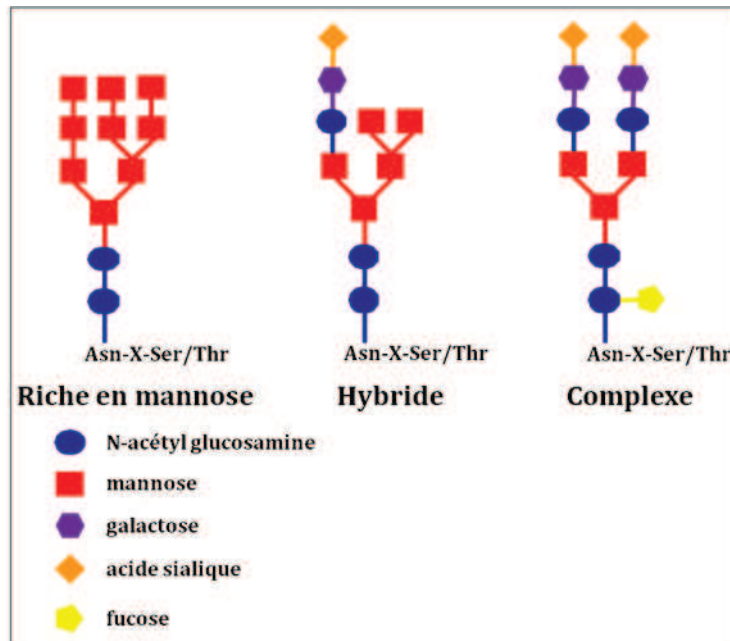 Asn-X-Ser/Thr Asn-X-Ser/Thr Asn-X-Ser/Thr
Riche en mannose Hybride Complexe
N-acétyl glucosamine
mannose
galactose
acide sialique
fucose